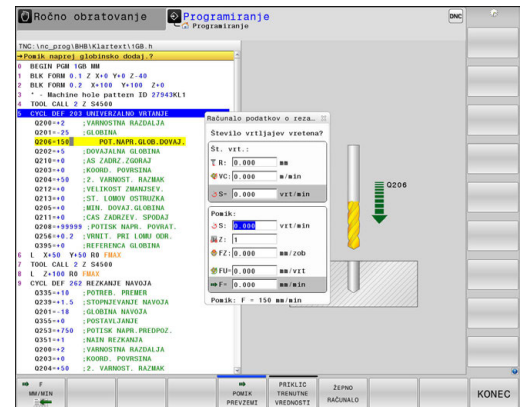 Ročno obratovanje
Programiranje
Programiranje
DNC
TNC:\nc_prog\BHB\Klartext\1GB.h
→Pomik naprej globinsko dodaj.?
0 BEGIN PGM 1GB MM
1 BLK FORM 0.1 Z X+0 Y+0 Z-40
2 BLK FORM 0.2 X+100 Y+100 Z+0
3 * - Machine hole pattern ID 27943KL1
4 TOOL CALL 2 Z S4500
5 CYCL DEF 203 UNIVERZALNO VRTANJE
Q200=+2 ;VARNOSTNA RAZDALJA
Q201=-25 ;GLOBINA
Q206=150 POT.NAPR.GLOB.DOVAJ.
Q202=+5 ;DOVAJALNA GLOBINA
Q210=+0 ;AS ZADRZ.ZGORAJ
Q203=+0 ;KOORD. POVRSINA
Q204=+50 ;2. VARNOST. RAZMAK
Q212=+0 ;VELIKOST ZMANJSEV.
Q213=+0 ;ST. LOMOV OSTRUZKA
Q205=+0 ;MIN. DOVAJ.GLOBINA
Q211=+0 ;CAS ZADRZEV. SPODAJ
Q208=+99999 ;POTISK NAPR. POVRAT.
Q256=+0.2 ;VRNIT. PRI LOMU ODR.
Q395=+0 ;REFERENCA GLOBINA
6 L X+50 Y+50 R0 FMAX
7 TOOL CALL 2 Z S4500
8 L Z+100 R0 FMAX
9 CYCL DEF 262 REZKANJE NAVOJA
Q335=+10 ;POTREB. PREMER
Q239=+1.5 ;STOPNJEVANJE NAVOJA
Q201=-18 ;GLOBINA NAVOJA
Q355=+0 ;POSTAVLJANJE
Q253=+750 ;POTISK NAPR.PREDPOZ.
Q351=+1 ;NAIN REZKANJA
Q200=+2 ;VARNOSTNA RAZDALJA
Q203=+0 ;KOORD. POVRSINA
Q204=+50 ;2. VARNOST. RAZMAK
Računalo podatkov o reza…
Število vrtljajev vretena?
Št. vrt.:
R: 0.000 mm
VC: 0.000 m/min
S= 0.000 vrt/min
Pomik:
S: 0.000 vrt/min
Z: 1
FZ: 0.000 mm/zob
FU= 0.000 mm/vrt
F= 0.000 mm/min
Pomik: F = 150 mm/min
Q206
F
MM/MIN
POMIK
PREVZEMI
PRIKLIC
TRENUTNE
VREDNOSTI
ŽEPNO
RAČUNALO
KONEC